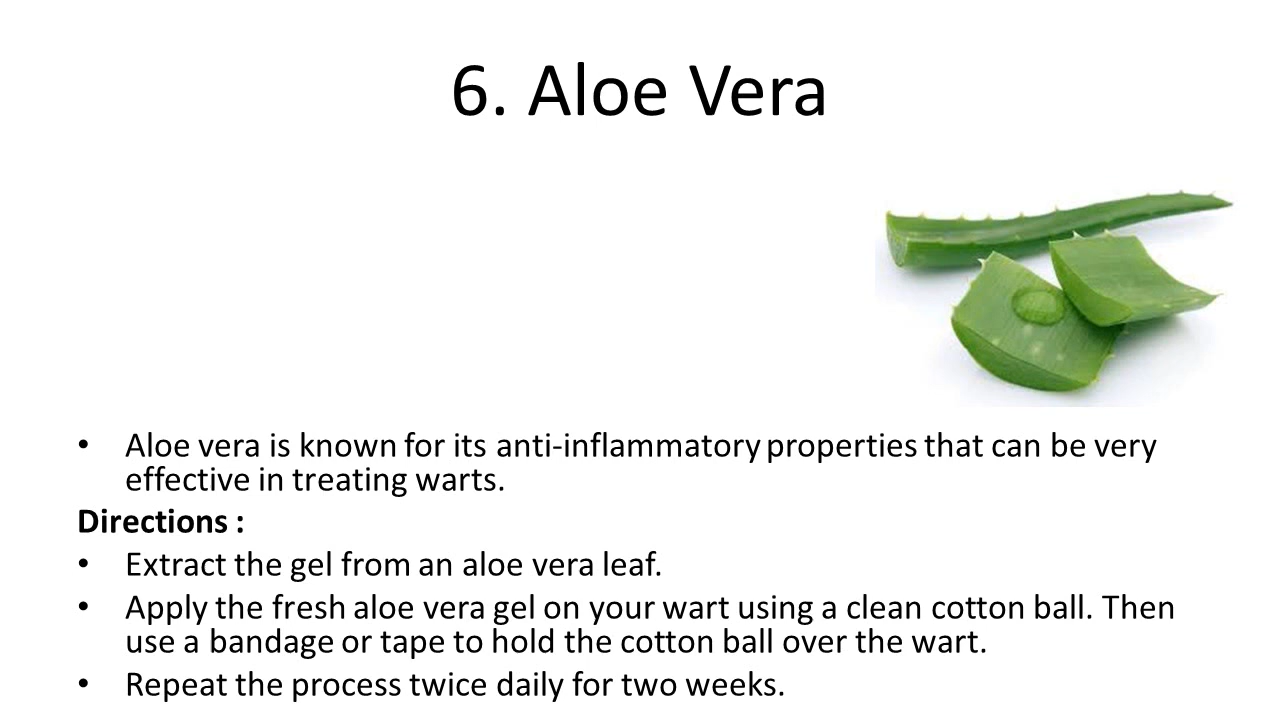 6. Aloe Vera
• Aloe vera is known for its anti-inflammatory properties that can be very
effective in treating warts.
Directions :
• Extract the gel from an aloe vera leaf.
• Apply the fresh aloe vera gel on your wart using a clean cotton ball. Then
use a bandage or tape to hold the cotton ball over the wart.
• Repeat the process twice daily for two weeks.